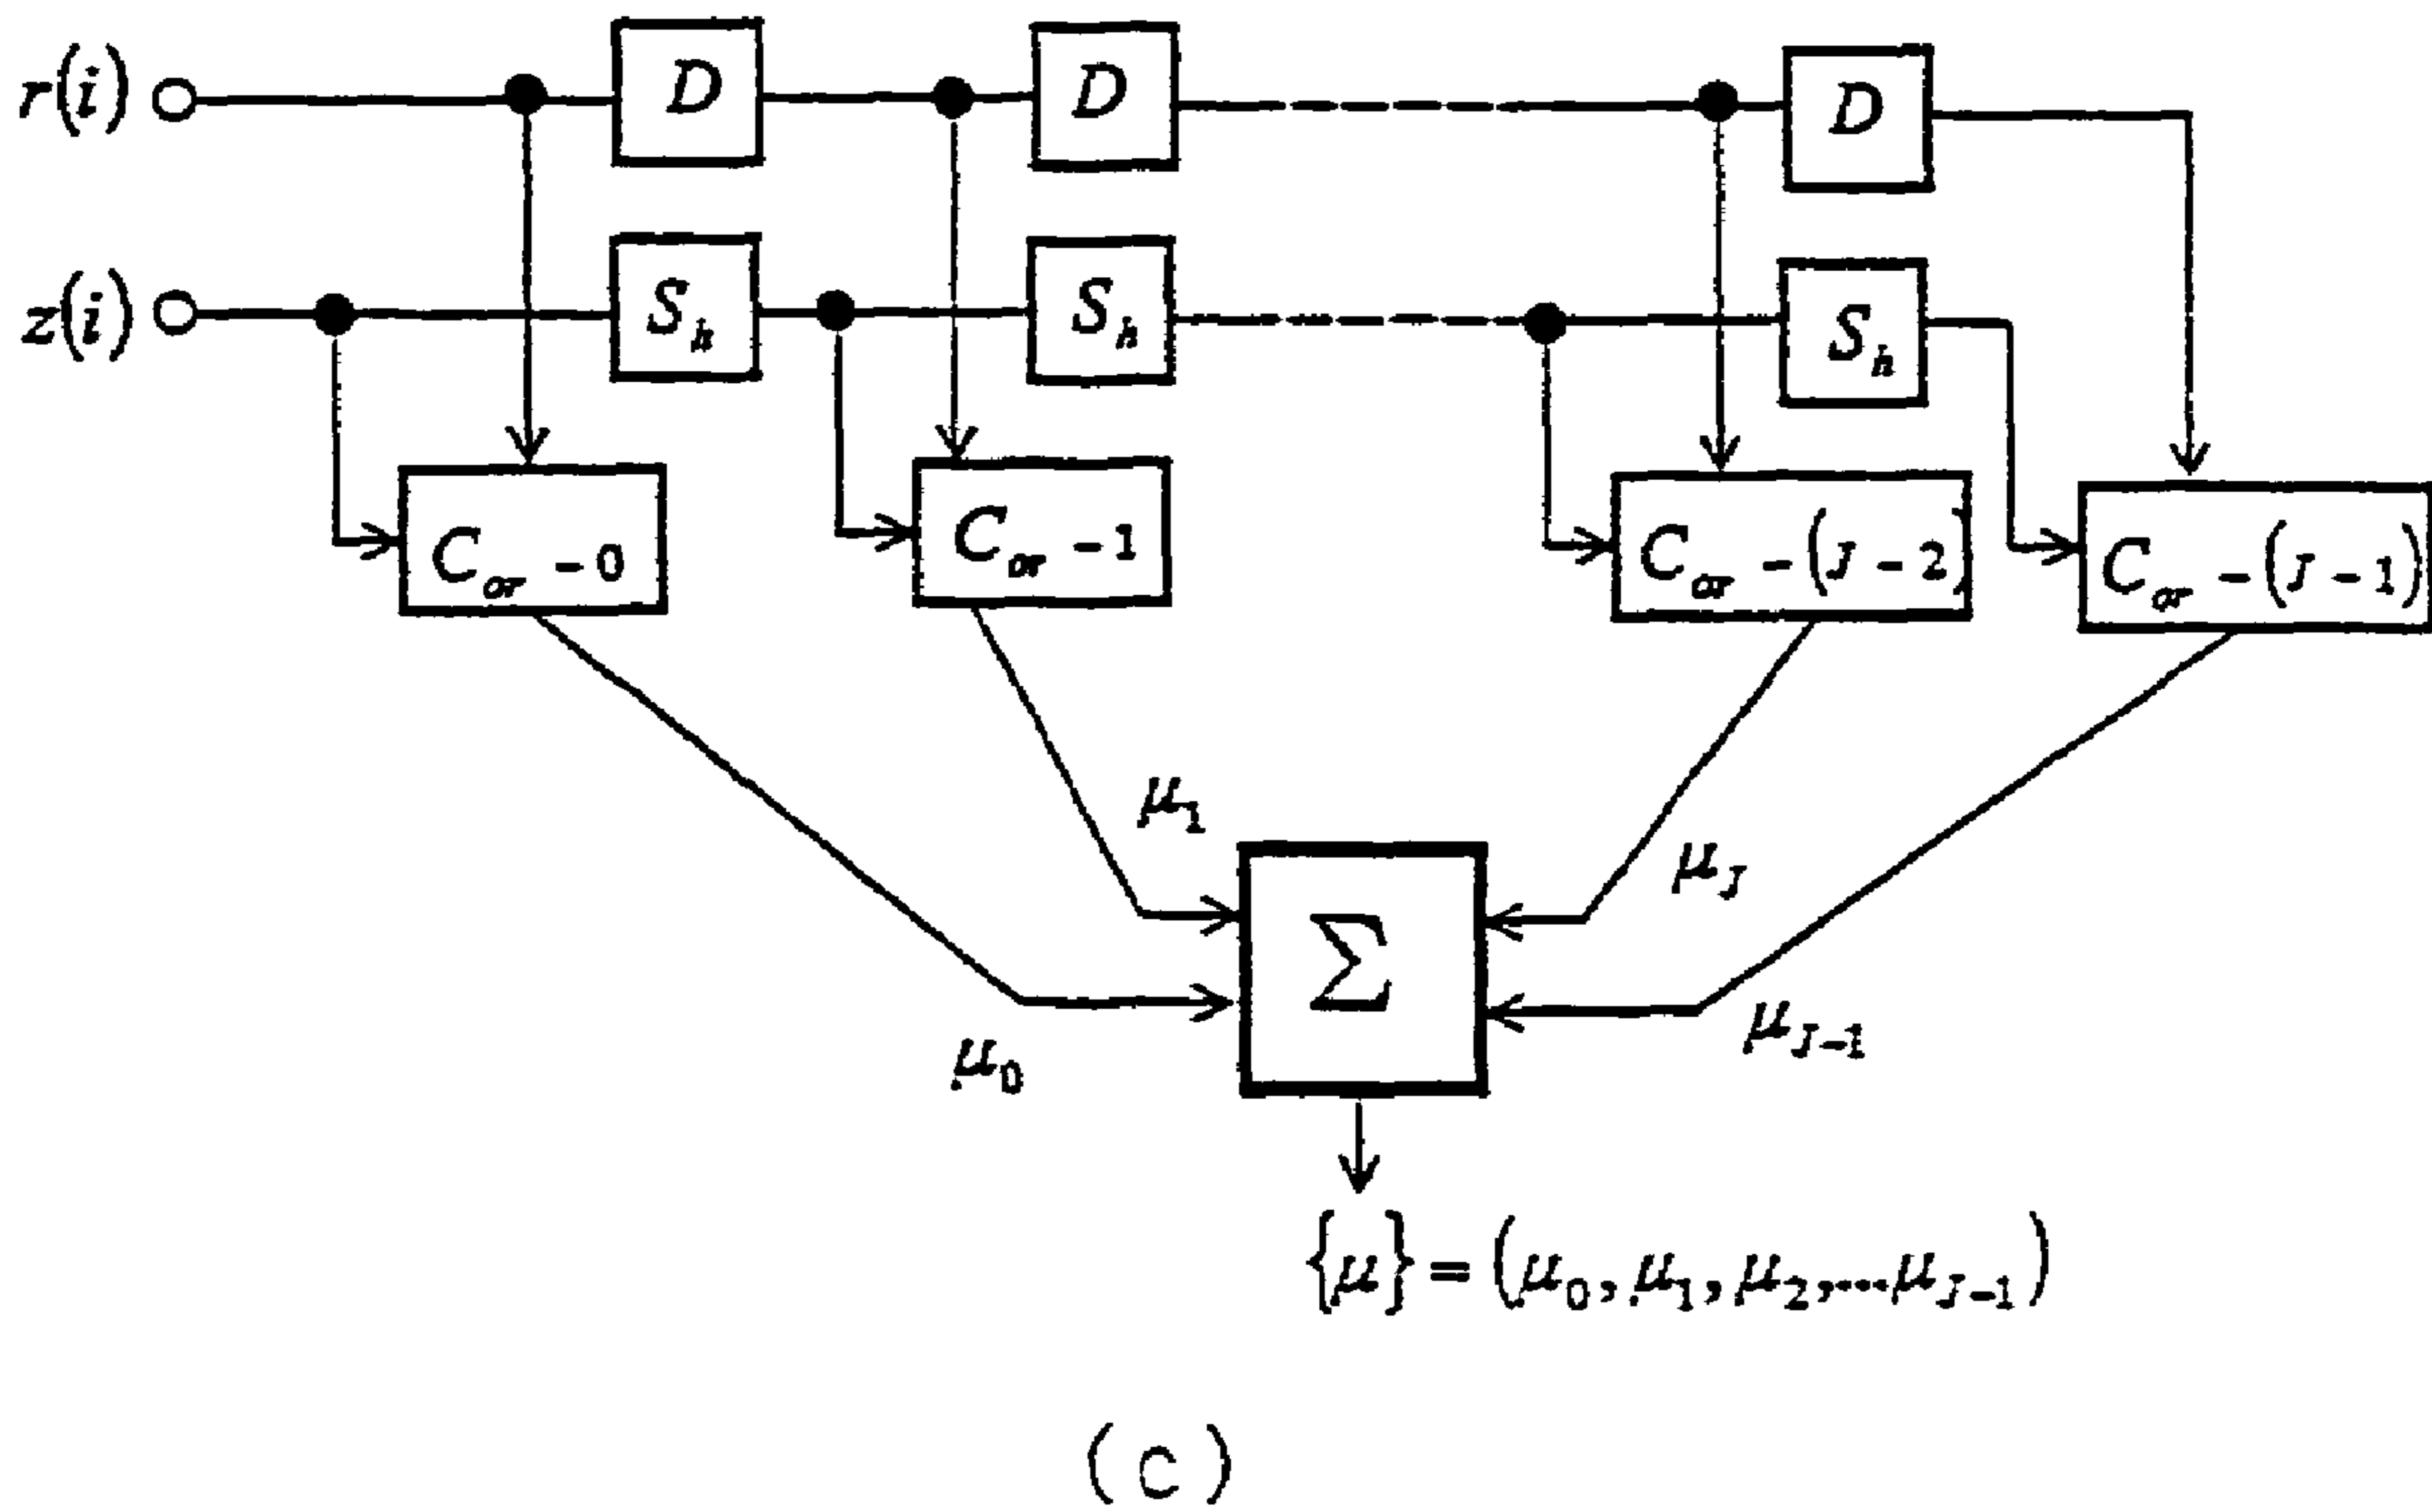 r(i) D D D
z(i) S_h S_h S_h
C_or - 0 C_or - 1 C_or - (J - 2) C_or - (J - 1)
μ_1
μ_J
Σ
μ_J-1
μ_0
{μ} = (μ_0, μ_1, μ_2, ... μ_J-1)
(c)